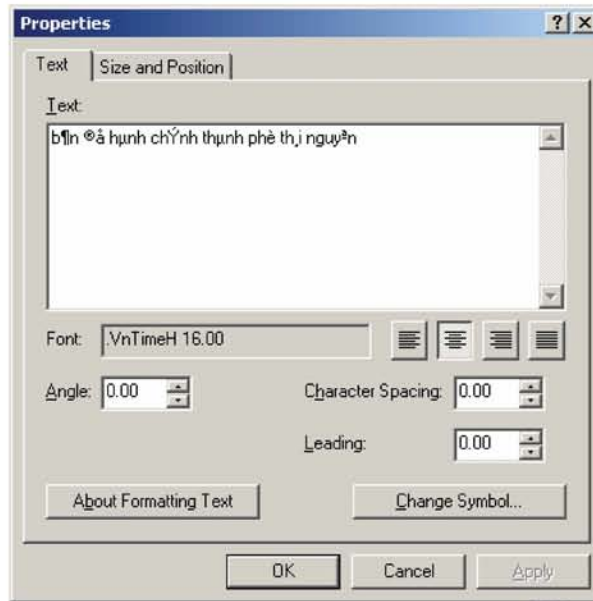 Properties
Text Size and Position
Text:
b¶n ®å hµnh chÝnh thµnh phè th¸i nguyªn
Font: .VnTimeH 16.00
Angle: 0.00 Character Spacing: 0.00
Leading: 0.00
About Formatting Text Change Symbol...
OK Cancel Apply